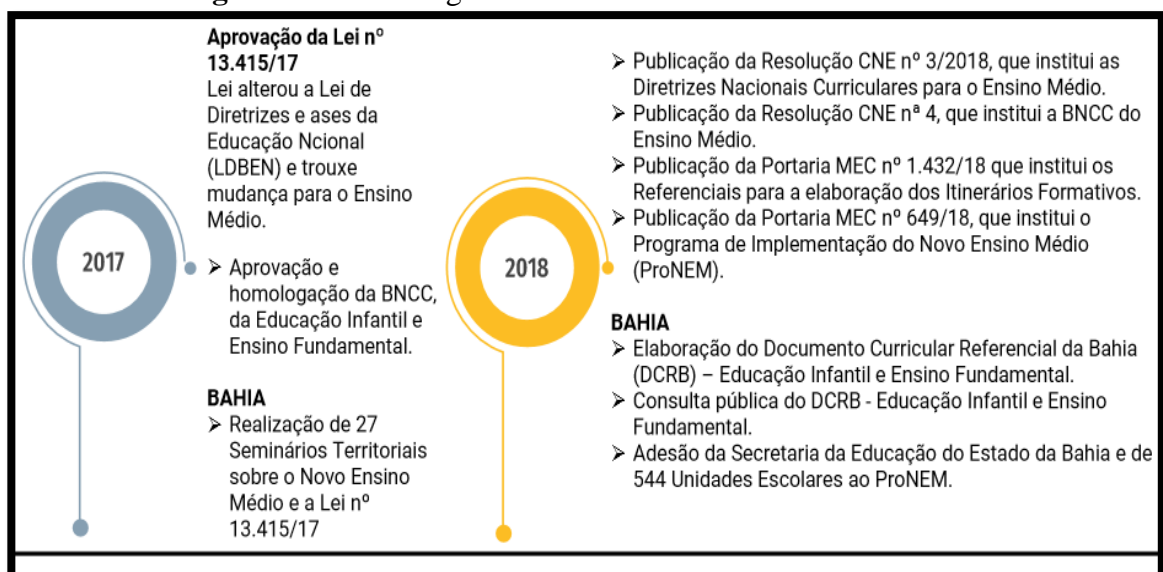 Aprovação da Lei nº
13.415/17
Lei alterou a Lei de
Diretrizes e ases da
Educação Ncional
(LDBEN) e trouxe
mudança para o Ensino
Médio.
2017
➢ Aprovação e
homologação da BNCC,
da Educação Infantil e
Ensino Fundamental.
BAHIA
➢ Realização de 27
Seminários Territoriais
sobre o Novo Ensino
Médio e a Lei nº
13.415/17
2018
➢ Publicação da Resolução CNE nº 3/2018, que institui as
Diretrizes Nacionais Curriculares para o Ensino Médio.
➢ Publicação da Resolução CNE nª 4, que institui a BNCC do
Ensino Médio.
➢ Publicação da Portaria MEC nº 1.432/18 que institui os
Referenciais para a elaboração dos Itinerários Formativos.
➢ Publicação da Portaria MEC nº 649/18, que institui o
Programa de Implementação do Novo Ensino Médio
(ProNEM).
BAHIA
➢ Elaboração do Documento Curricular Referencial da Bahia
(DCRB) – Educação Infantil e Ensino Fundamental.
➢ Consulta pública do DCRB - Educação Infantil e Ensino
Fundamental.
➢ Adesão da Secretaria da Educação do Estado da Bahia e de
544 Unidades Escolares ao ProNEM.